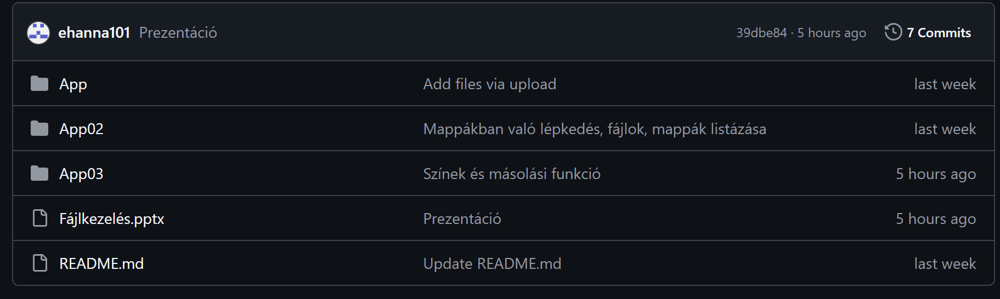 ehanna101 Prezentáció 39dbe84 · 5 hours ago 7 Commits
App Add files via upload last week
App02 Mappákban való lépkedés, fájlok, mappák listázása last week
App03 Színek és másolási funkció 5 hours ago
Fájlkezelés.pptx Prezentáció 5 hours ago
README.md Update README.md last week